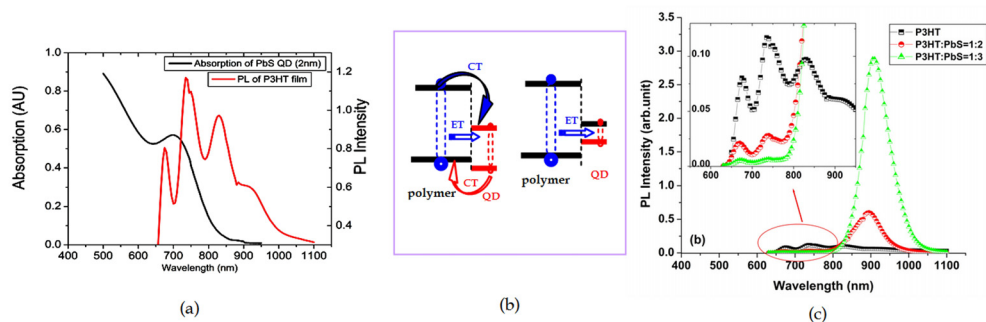 (a)
Absorption of PbS QD (2nm)
PL of P3HT film
Absorption (AU)
1.0
0.8
0.6
0.4
0.2
0.0
PL Intensity
1.2
1.0
0.8
0.6
0.4
400 500 600 700 800 900 1000 1100
Wavelength (nm)
(a)
CT
ET
CT
polymer
QD
ET
polymer
QD
(b)
(c)
P3HT
P3HT:PbS=1:2
P3HT:PbS=1:3
PL Intensity (arb.unit)
3.5
3.0
2.5
2.0
1.5
1.0
0.5
0.0
0.10
0.05
0.00
600 700 800 900
(b)
400 500 600 700 800 900 1000 1100
Wavelength (nm)
(c)